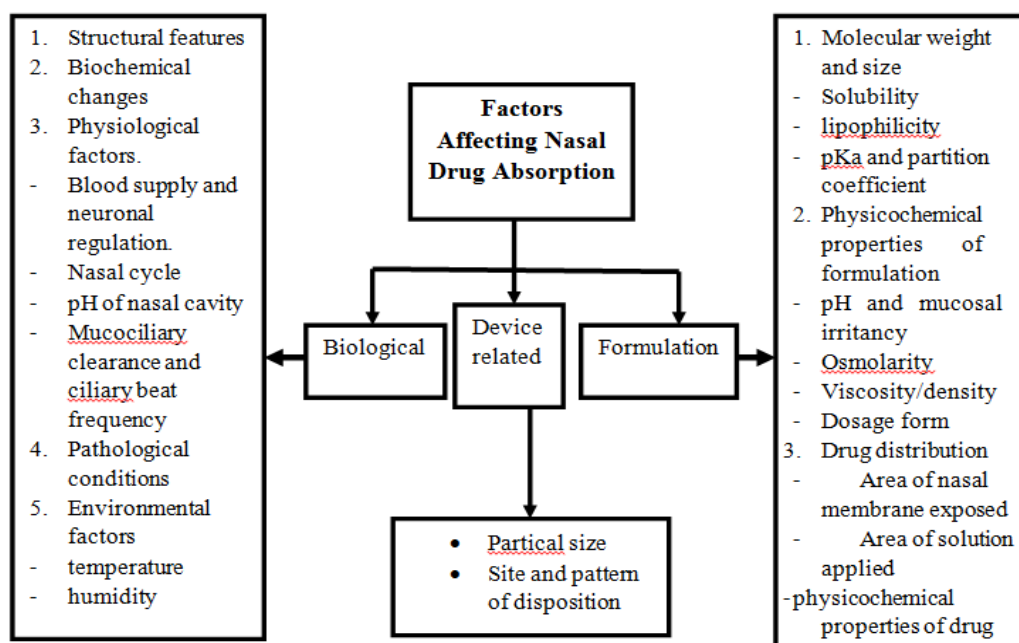 Factors
Affecting Nasal
Drug Absorption
1. Structural features
2. Biochemical
changes
3. Physiological
factors.
- Blood supply and
neuronal
regulation.
- Nasal cycle
- pH of nasal cavity
- Mucociliary
clearance and
ciliary beat
frequency
4. Pathological
conditions
5. Environmental
factors
- temperature
- humidity
Biological
Device
related
Formulation
• Partical size
• Site and pattern
of disposition
1. Molecular weight
and size
- Solubility
- lipophilicity
- pKa and partition
coefficient
2. Physicochemical
properties of
formulation
- pH and mucosal
irritancy
- Osmolarity
- Viscosity/density
- Dosage form
3. Drug distribution
- Area of nasal
membrane exposed
- Area of solution
applied
-physicochemical
properties of drug